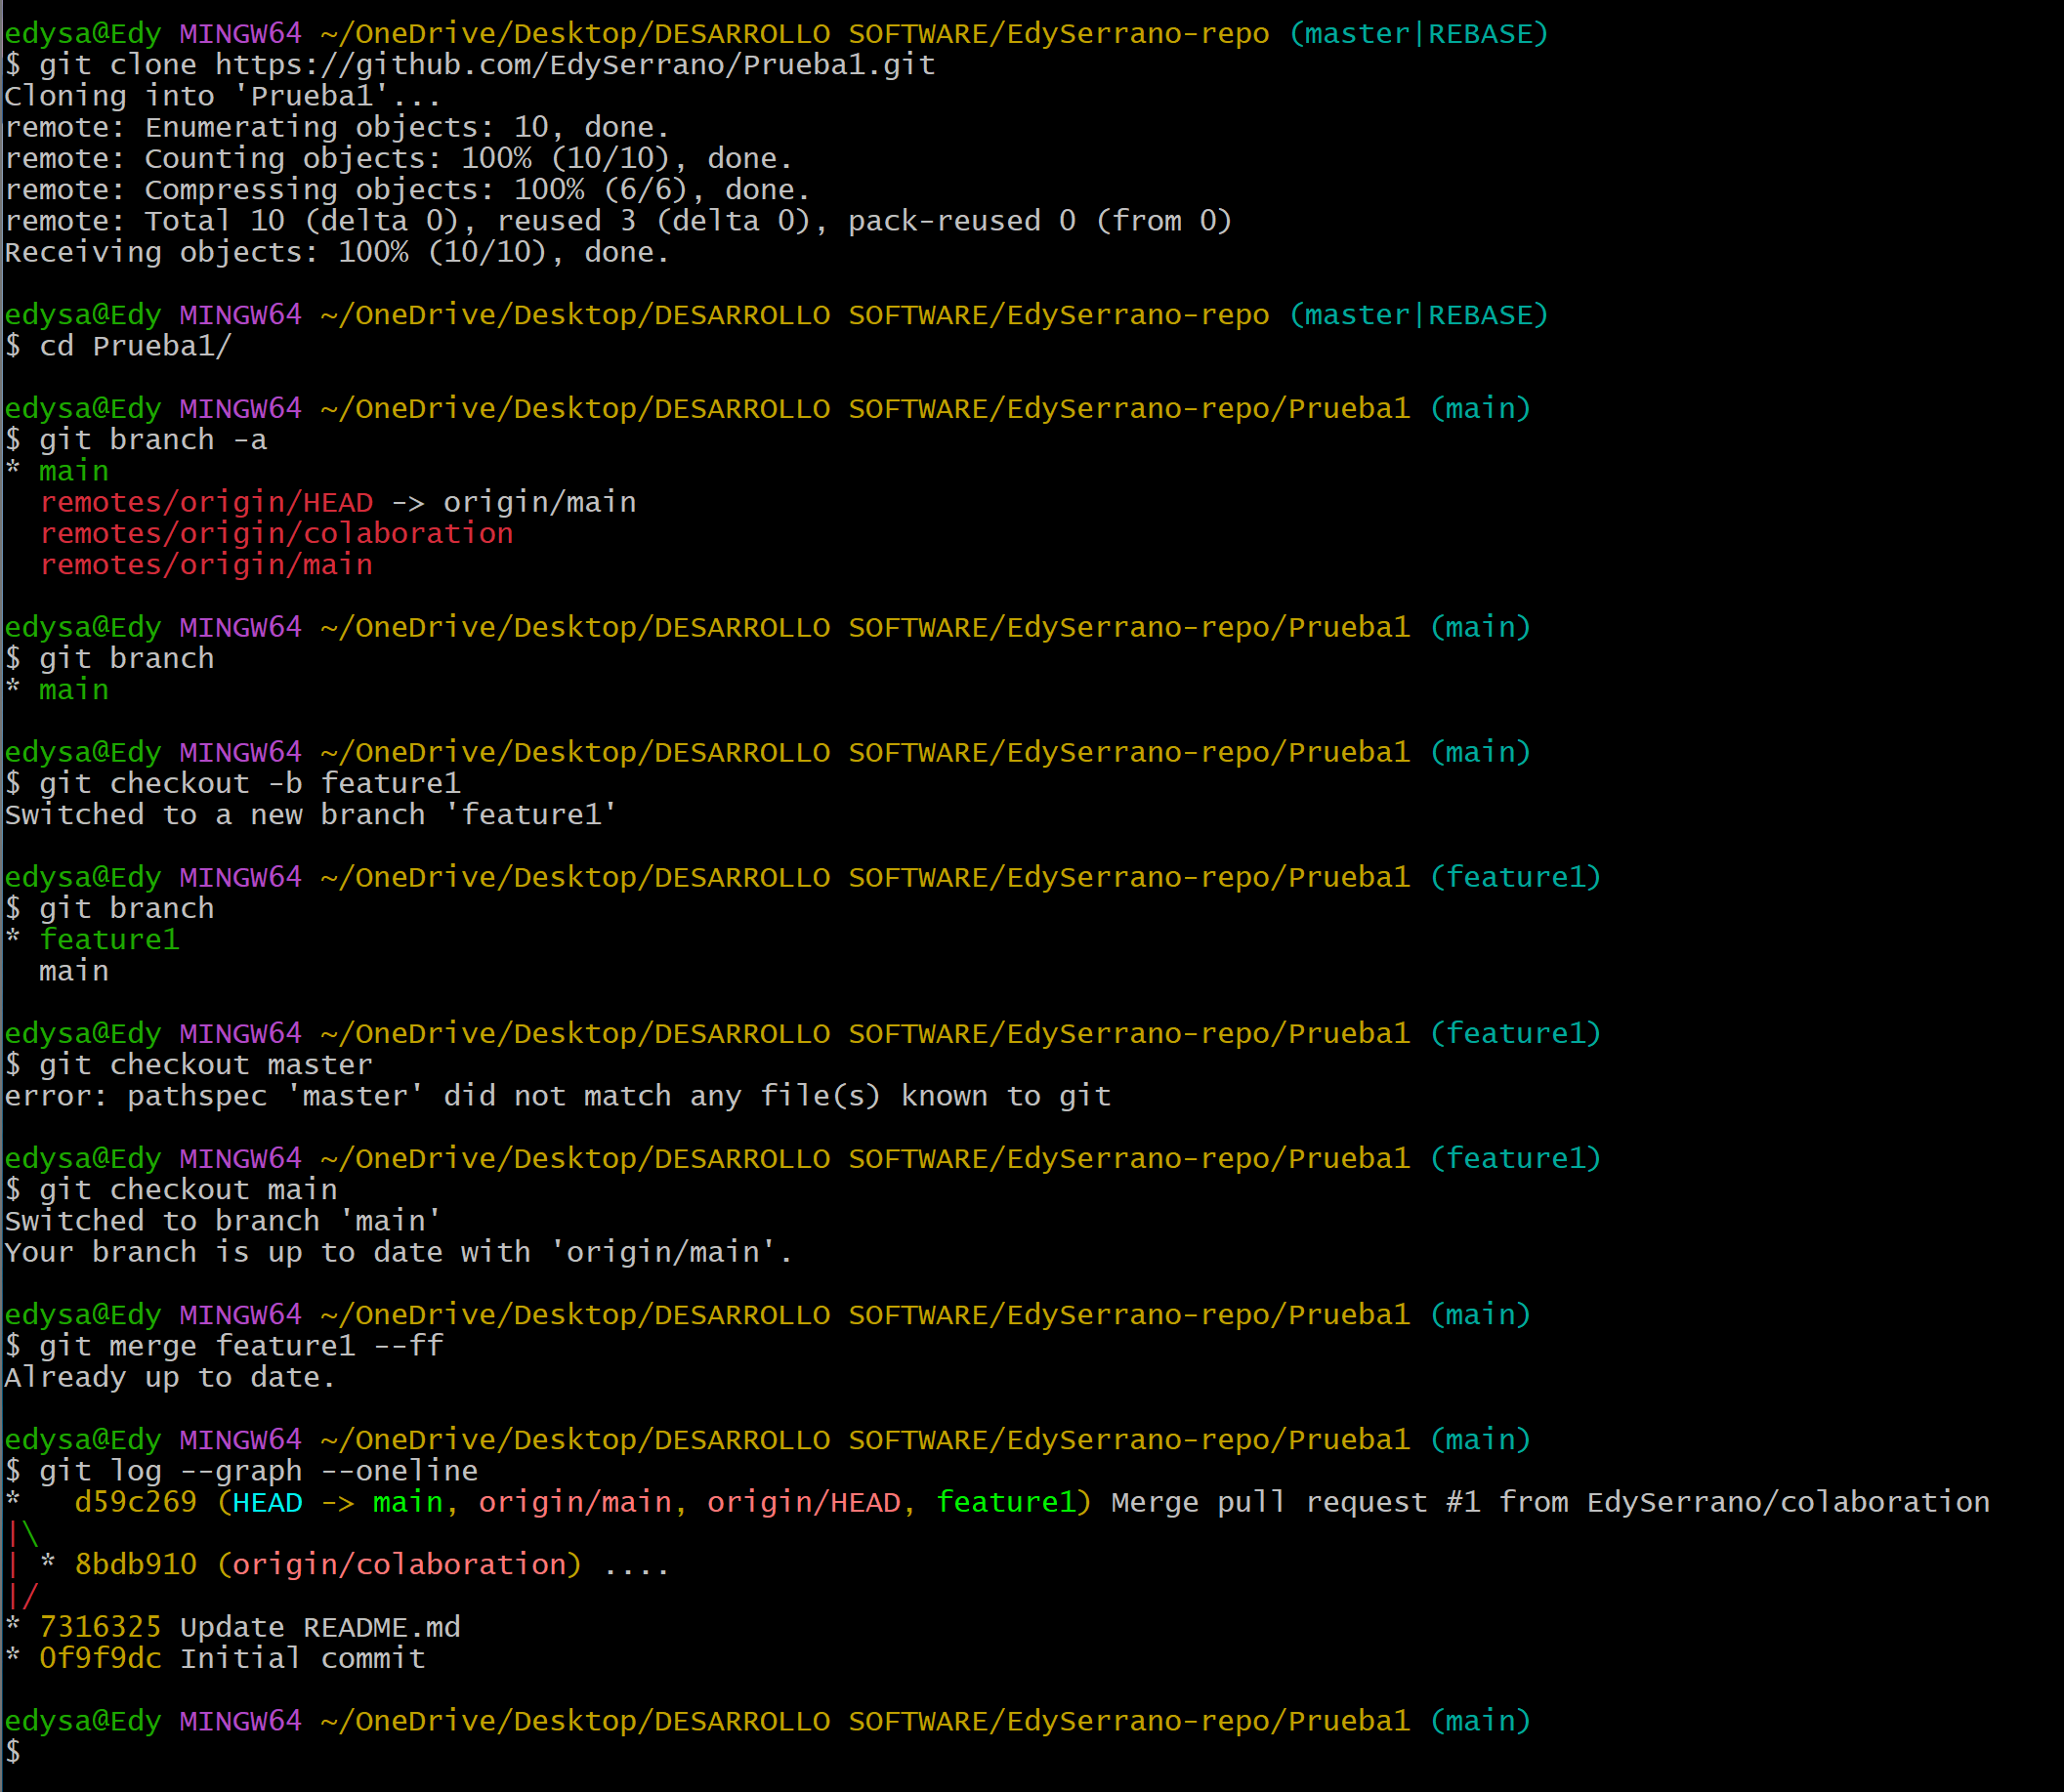 edysa@Edy MINGW64 ~/OneDrive/Desktop/DESARROLLO SOFTWARE/EdySerrano-repo (master|REBASE)
$ git clone https://github.com/EdySerrano/Prueba1.git
Cloning into 'Prueba1'...
remote: Enumerating objects: 10, done.
remote: Counting objects: 100% (10/10), done.
remote: Compressing objects: 100% (6/6), done.
remote: Total 10 (delta 0), reused 3 (delta 0), pack-reused 0 (from 0)
Receiving objects: 100% (10/10), done.
edysa@Edy MINGW64 ~/OneDrive/Desktop/DESARROLLO SOFTWARE/EdySerrano-repo (master|REBASE)
$ cd Prueba1/
edysa@Edy MINGW64 ~/OneDrive/Desktop/DESARROLLO SOFTWARE/EdySerrano-repo/Prueba1 (main)
$ git branch -a
* main
  remotes/origin/HEAD -> origin/main
  remotes/origin/colaboration
  remotes/origin/main
edysa@Edy MINGW64 ~/OneDrive/Desktop/DESARROLLO SOFTWARE/EdySerrano-repo/Prueba1 (main)
$ git branch
* main
edysa@Edy MINGW64 ~/OneDrive/Desktop/DESARROLLO SOFTWARE/EdySerrano-repo/Prueba1 (main)
$ git checkout -b feature1
Switched to a new branch 'feature1'
edysa@Edy MINGW64 ~/OneDrive/Desktop/DESARROLLO SOFTWARE/EdySerrano-repo/Prueba1 (feature1)
$ git branch
* feature1
  main
edysa@Edy MINGW64 ~/OneDrive/Desktop/DESARROLLO SOFTWARE/EdySerrano-repo/Prueba1 (feature1)
$ git checkout master
error: pathspec 'master' did not match any file(s) known to git
edysa@Edy MINGW64 ~/OneDrive/Desktop/DESARROLLO SOFTWARE/EdySerrano-repo/Prueba1 (feature1)
$ git checkout main
Switched to branch 'main'
Your branch is up to date with 'origin/main'.
edysa@Edy MINGW64 ~/OneDrive/Desktop/DESARROLLO SOFTWARE/EdySerrano-repo/Prueba1 (main)
$ git merge feature1 --ff
Already up to date.
edysa@Edy MINGW64 ~/OneDrive/Desktop/DESARROLLO SOFTWARE/EdySerrano-repo/Prueba1 (main)
$ git log --graph --oneline
*   d59c269 (HEAD -> main, origin/main, origin/HEAD, feature1) Merge pull request #1 from EdySerrano/colaboration
|\
| * 8bdb910 (origin/colaboration) ....
|/
* 7316325 Update README.md
* 0f9f9dc Initial commit
edysa@Edy MINGW64 ~/OneDrive/Desktop/DESARROLLO SOFTWARE/EdySerrano-repo/Prueba1 (main)
$